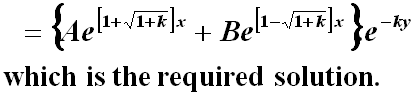 = {Ae^{[1+√(1+k)]x} + Be^{[1−√(1+k)]x}}e^{−ky}
which is the required solution.